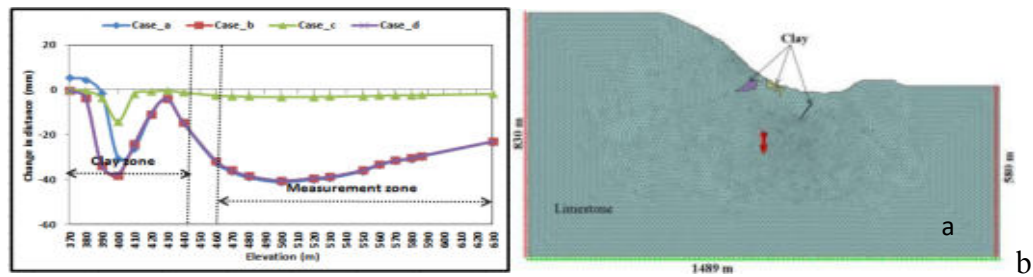 Case_a Case_b Case_c Case_d
20
0
-20
-40
-60
Change in distance (mm)
Clay zone
Measurement zone
370 380 390 400 410 420 430 440 450 460 470 480 490 500 510 520 530 540 550 560 570 580 590 600 610 620 630
Elevation (m)
Clay
830 m
580 m
Limestone
a
1489 m
b